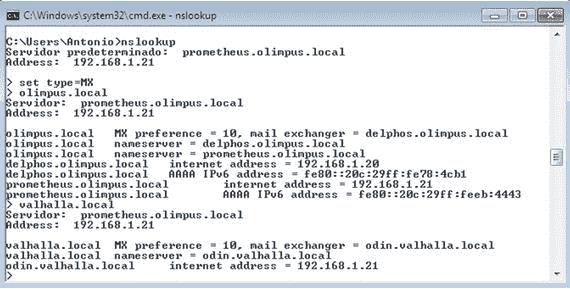 C:\Windows\system32\cmd.exe - nslookup
C:\Users\Antonio>nslookup
Servidor predeterminado: prometheus.olimpus.local
Address: 192.168.1.21
> set type=MX
> olimpus.local
Servidor: prometheus.olimpus.local
Address: 192.168.1.21
olimpus.local MX preference = 10, mail exchanger = delphos.olimpus.local
olimpus.local nameserver = delphos.olimpus.local
olimpus.local nameserver = prometheus.olimpus.local
delphos.olimpus.local internet address = 192.168.1.20
delphos.olimpus.local AAAA IPv6 address = fe80::20c:29ff:fe78:4cb1
prometheus.olimpus.local internet address = 192.168.1.21
prometheus.olimpus.local AAAA IPv6 address = fe80::20c:29ff:feeb:4443
> valhalla.local
Servidor: prometheus.olimpus.local
Address: 192.168.1.21
valhalla.local MX preference = 10, mail exchanger = odin.valhalla.local
valhalla.local nameserver = odin.valhalla.local
odin.valhalla.local internet address = 192.168.1.21
>